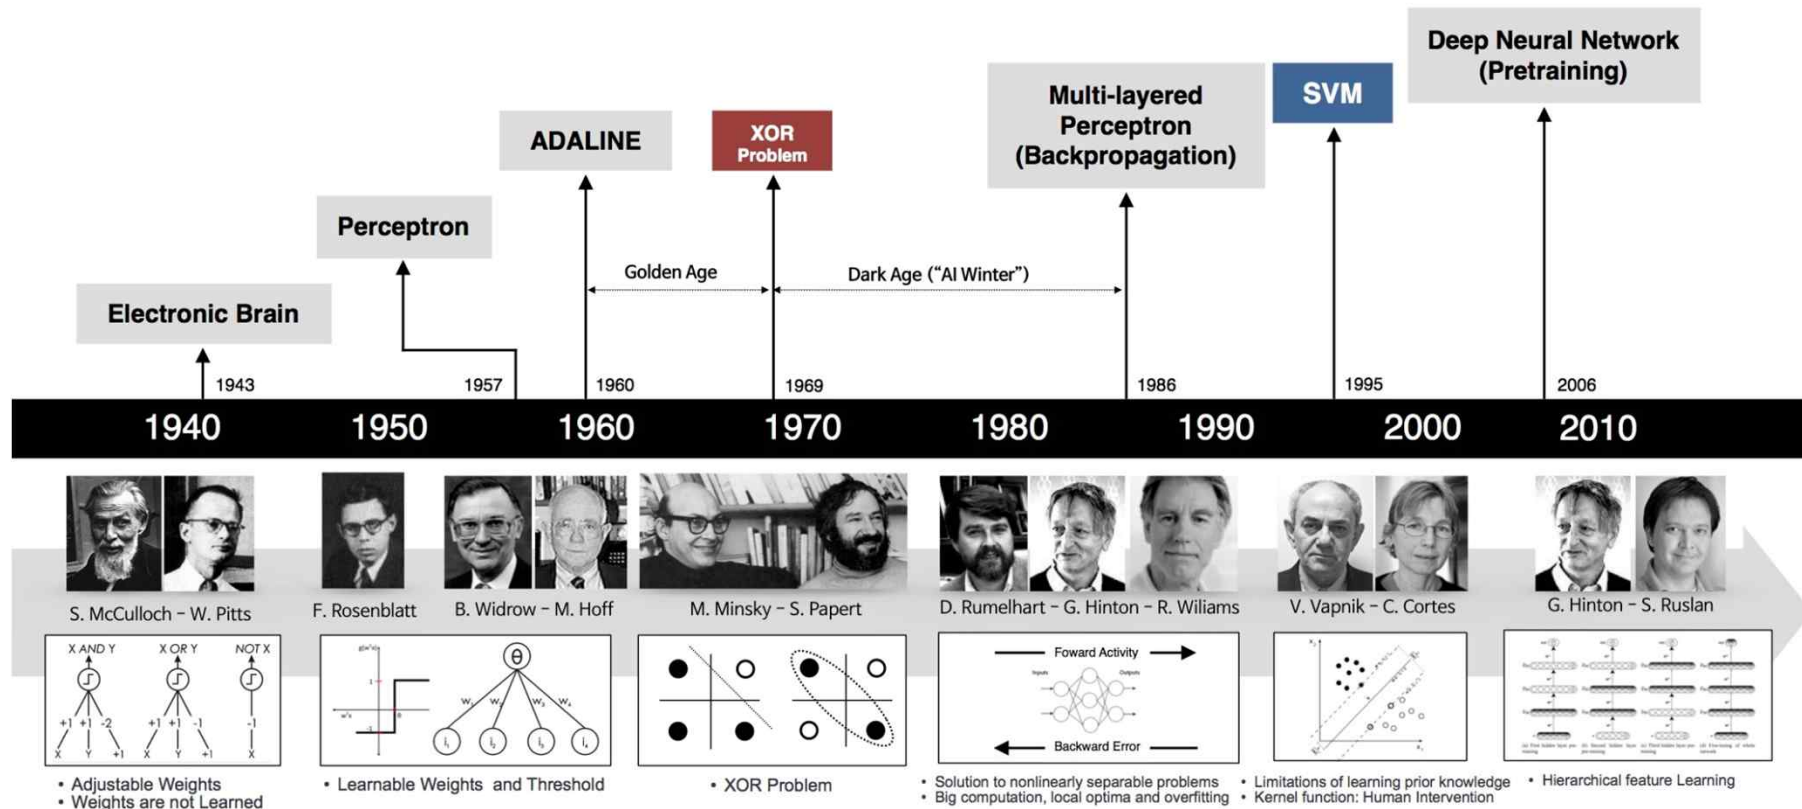 Deep Neural Network
(Pretraining)
Multi-layered
Perceptron
(Backpropagation)
SVM
ADALINE
XOR
Problem
Perceptron
Golden Age
Dark Age ("AI Winter")
Electronic Brain
1943
1957
1960
1969
1986
1995
2006
1940
1950
1960
1970
1980
1990
2000
2010
S. McCulloch – W. Pitts
F. Rosenblatt
B. Widrow – M. Hoff
M. Minsky – S. Papert
D. Rumelhart – G. Hinton – R. Wiliams
V. Vapnik – C. Cortes
G. Hinton – S. Ruslan
X AND Y
X OR Y
NOT X
+1 +1 -2
+1 +1 -1
-1
X Y +1
X Y +1
X
1
0
-1
θ
Foward Activity
Inputs
Outputs
Backward Error
• Adjustable Weights
• Weights are not Learned
• Learnable Weights and Threshold
• XOR Problem
• Solution to nonlinearly separable problems
• Big computation, local optima and overfitting
• Limitations of learning prior knowledge
• Kernel function: Human Intervention
• Hierarchical feature Learning